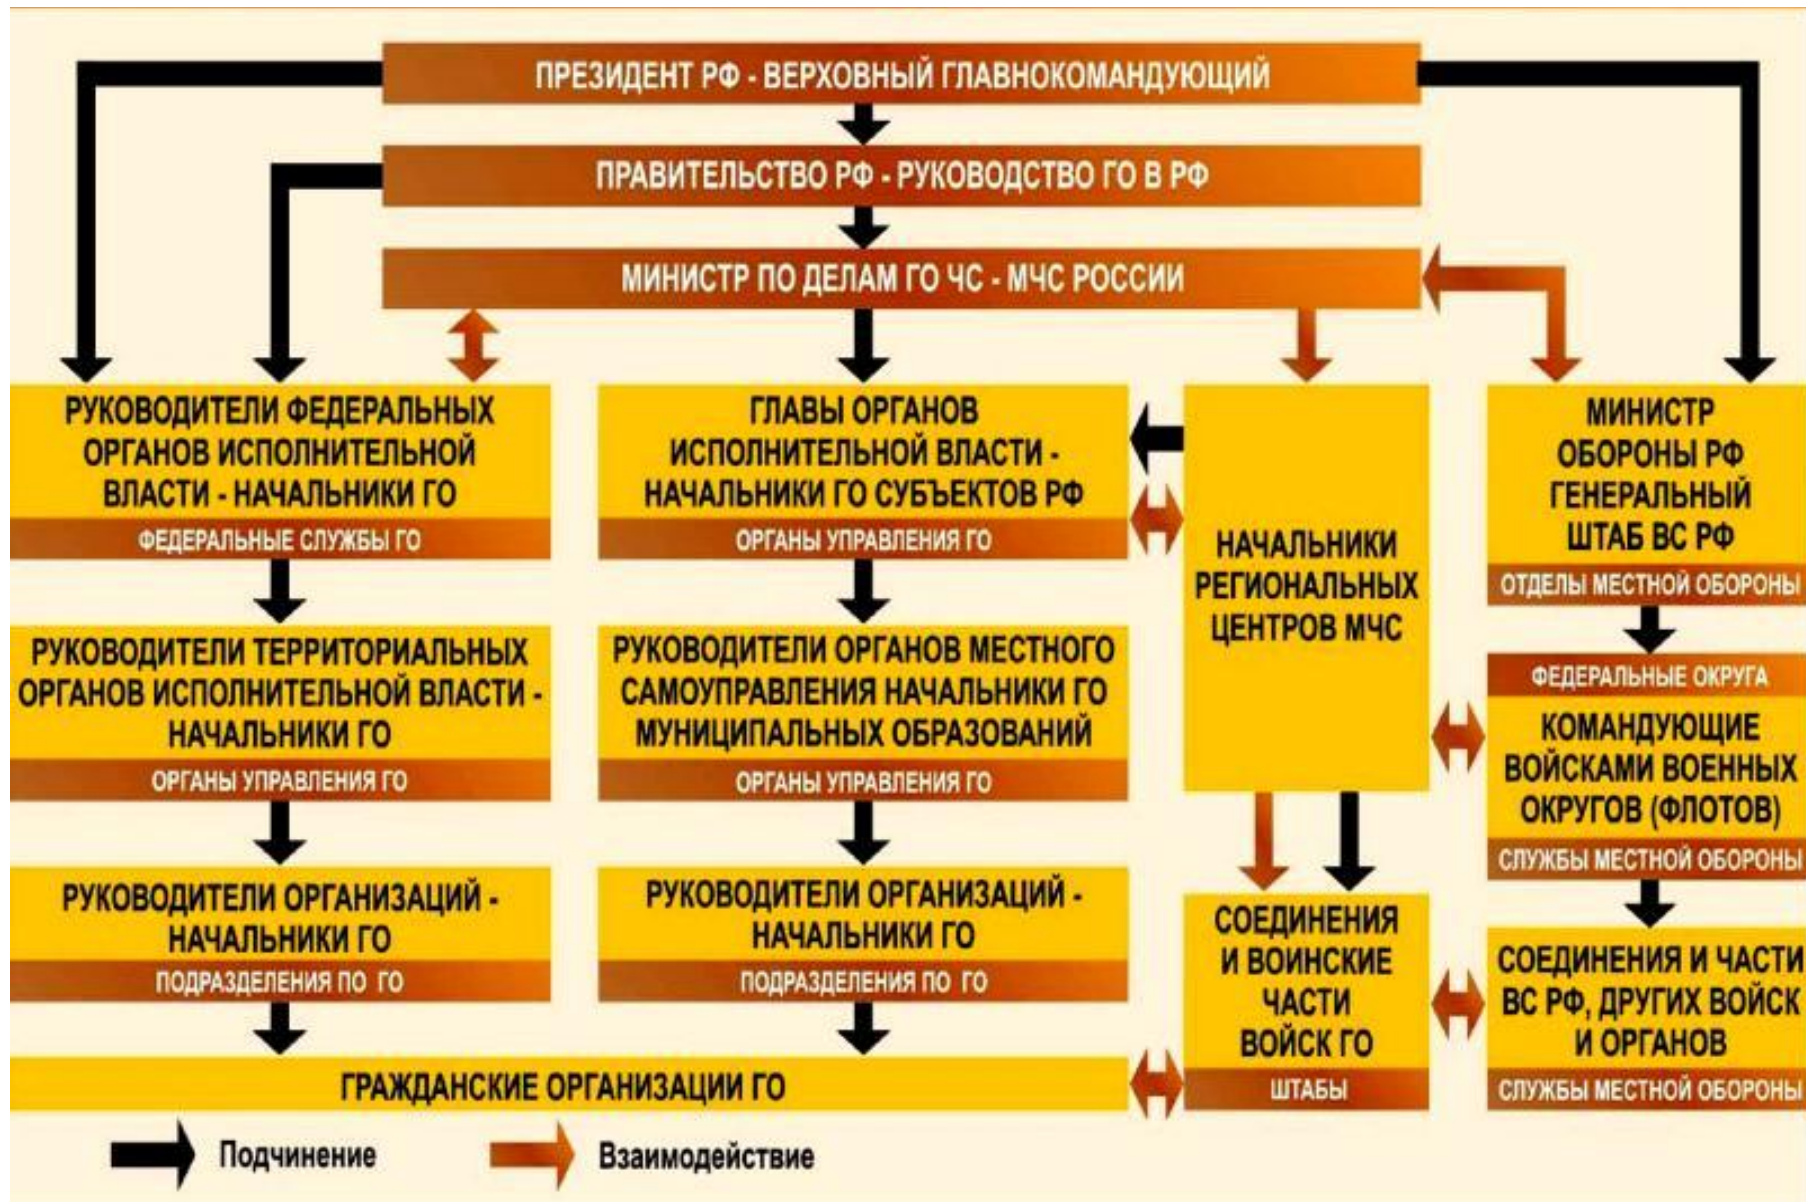 ПРЕЗИДЕНТ РФ - ВЕРХОВНЫЙ ГЛАВНОКОМАНДУЮЩИЙ
ПРАВИТЕЛЬСТВО РФ - РУКОВОДСТВО ГО В РФ
МИНИСТР ПО ДЕЛАМ ГО ЧС - МЧС РОССИИ
РУКОВОДИТЕЛИ ФЕДЕРАЛЬНЫХ
ОРГАНОВ ИСПОЛНИТЕЛЬНОЙ
ВЛАСТИ - НАЧАЛЬНИКИ ГО
ФЕДЕРАЛЬНЫЕ СЛУЖБЫ ГО
ГЛАВЫ ОРГАНОВ
ИСПОЛНИТЕЛЬНОЙ ВЛАСТИ -
НАЧАЛЬНИКИ ГО СУБЪЕКТОВ РФ
ОРГАНЫ УПРАВЛЕНИЯ ГО
НАЧАЛЬНИКИ
РЕГИОНАЛЬНЫХ
ЦЕНТРОВ МЧС
МИНИСТР
ОБОРОНЫ РФ
ГЕНЕРАЛЬНЫЙ
ШТАБ ВС РФ
ОТДЕЛЫ МЕСТНОЙ ОБОРОНЫ
РУКОВОДИТЕЛИ ТЕРРИТОРИАЛЬНЫХ
ОРГАНОВ ИСПОЛНИТЕЛЬНОЙ ВЛАСТИ -
НАЧАЛЬНИКИ ГО
ОРГАНЫ УПРАВЛЕНИЯ ГО
РУКОВОДИТЕЛИ ОРГАНОВ МЕСТНОГО
САМОУПРАВЛЕНИЯ НАЧАЛЬНИКИ ГО
МУНИЦИПАЛЬНЫХ ОБРАЗОВАНИЙ
ОРГАНЫ УПРАВЛЕНИЯ ГО
ФЕДЕРАЛЬНЫЕ ОКРУГА
КОМАНДУЮЩИЕ
ВОЙСКАМИ ВОЕННЫХ
ОКРУГОВ (ФЛОТОВ)
СЛУЖБЫ МЕСТНОЙ ОБОРОНЫ
РУКОВОДИТЕЛИ ОРГАНИЗАЦИЙ -
НАЧАЛЬНИКИ ГО
ПОДРАЗДЕЛЕНИЯ ПО ГО
РУКОВОДИТЕЛИ ОРГАНИЗАЦИЙ -
НАЧАЛЬНИКИ ГО
ПОДРАЗДЕЛЕНИЯ ПО ГО
СОЕДИНЕНИЯ
И ВОИНСКИЕ
ЧАСТИ
ВОЙСК ГО
ШТАБЫ
СОЕДИНЕНИЯ И ЧАСТИ
ВС РФ, ДРУГИХ ВОЙСК
И ОРГАНОВ
СЛУЖБЫ МЕСТНОЙ ОБОРОНЫ
ГРАЖДАНСКИЕ ОРГАНИЗАЦИИ ГО
Подчинение
Взаимодействие